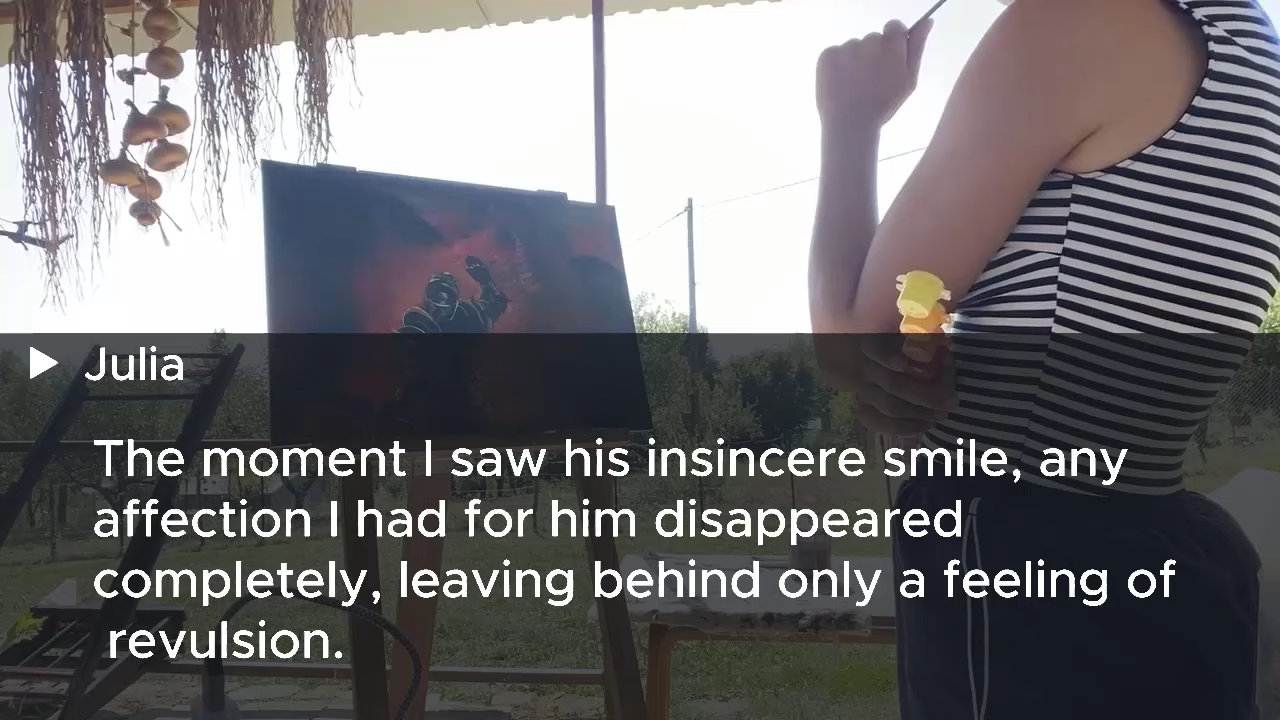 Julia
The moment I saw his insincere smile, any
affection I had for him disappeared
completely, leaving behind only a feeling of
revulsion.